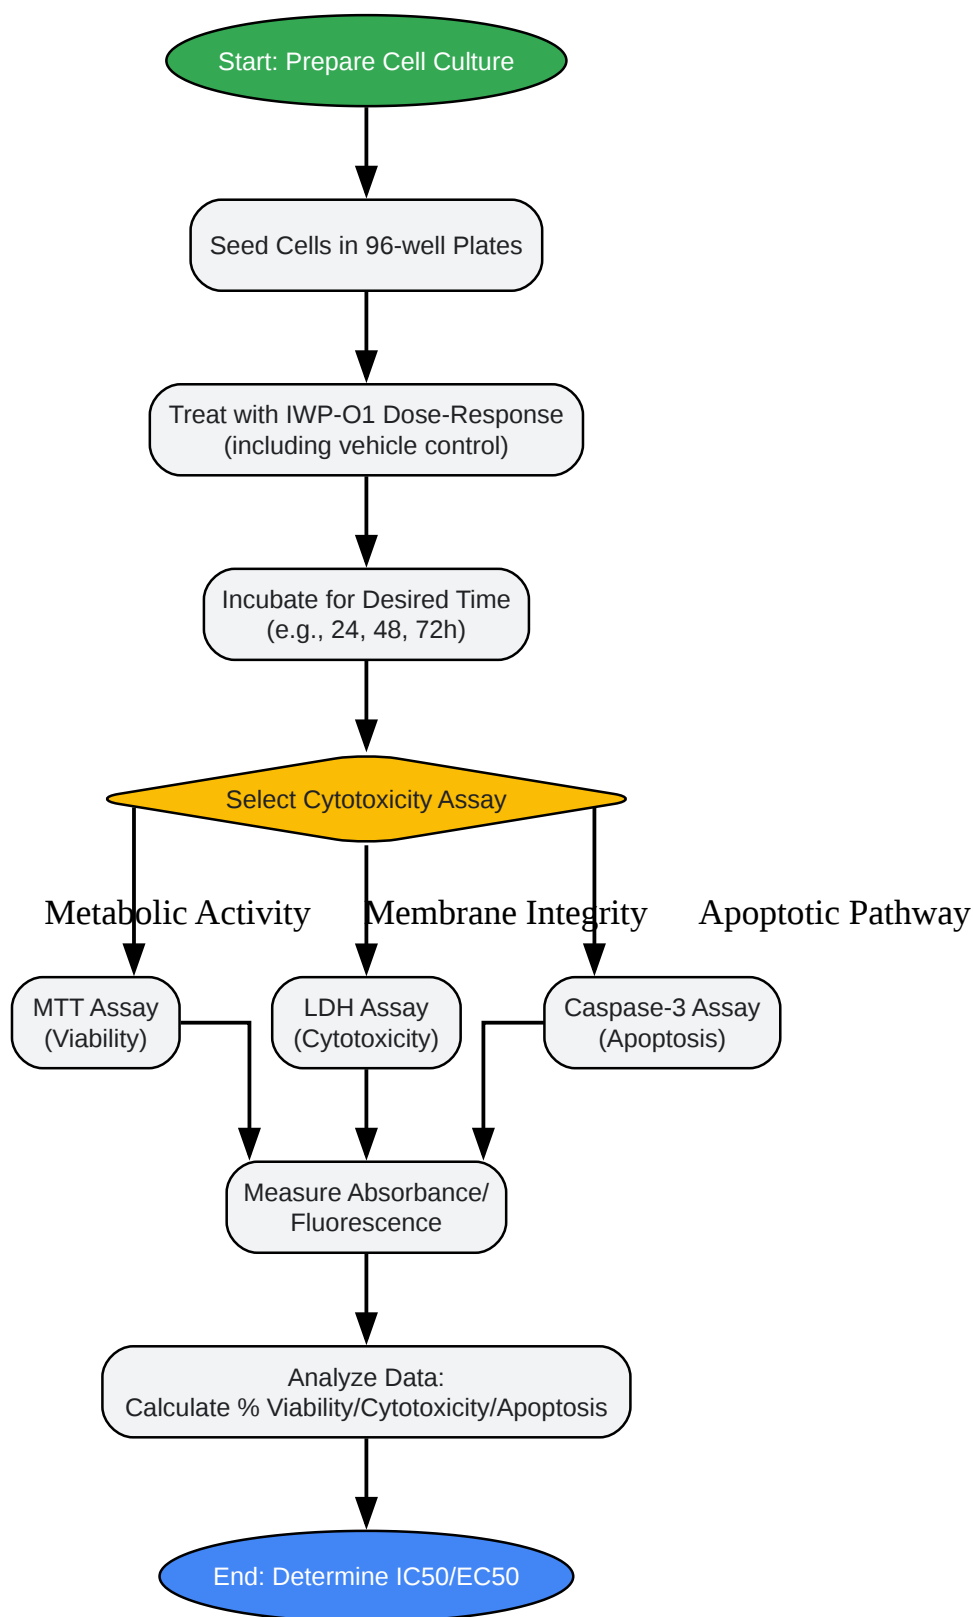 Start: Prepare Cell Culture
Seed Cells in 96-well Plates
Treat with IWP-O1 Dose-Response
(including vehicle control)
Incubate for Desired Time
(e.g., 24, 48, 72h)
Select Cytotoxicity Assay
Metabolic Activity
Membrane Integrity
Apoptotic Pathway
MTT Assay
(Viability)
LDH Assay
(Cytotoxicity)
Caspase-3 Assay
(Apoptosis)
Measure Absorbance/
Fluorescence
Analyze Data:
Calculate % Viability/Cytotoxicity/Apoptosis
End: Determine IC50/EC50